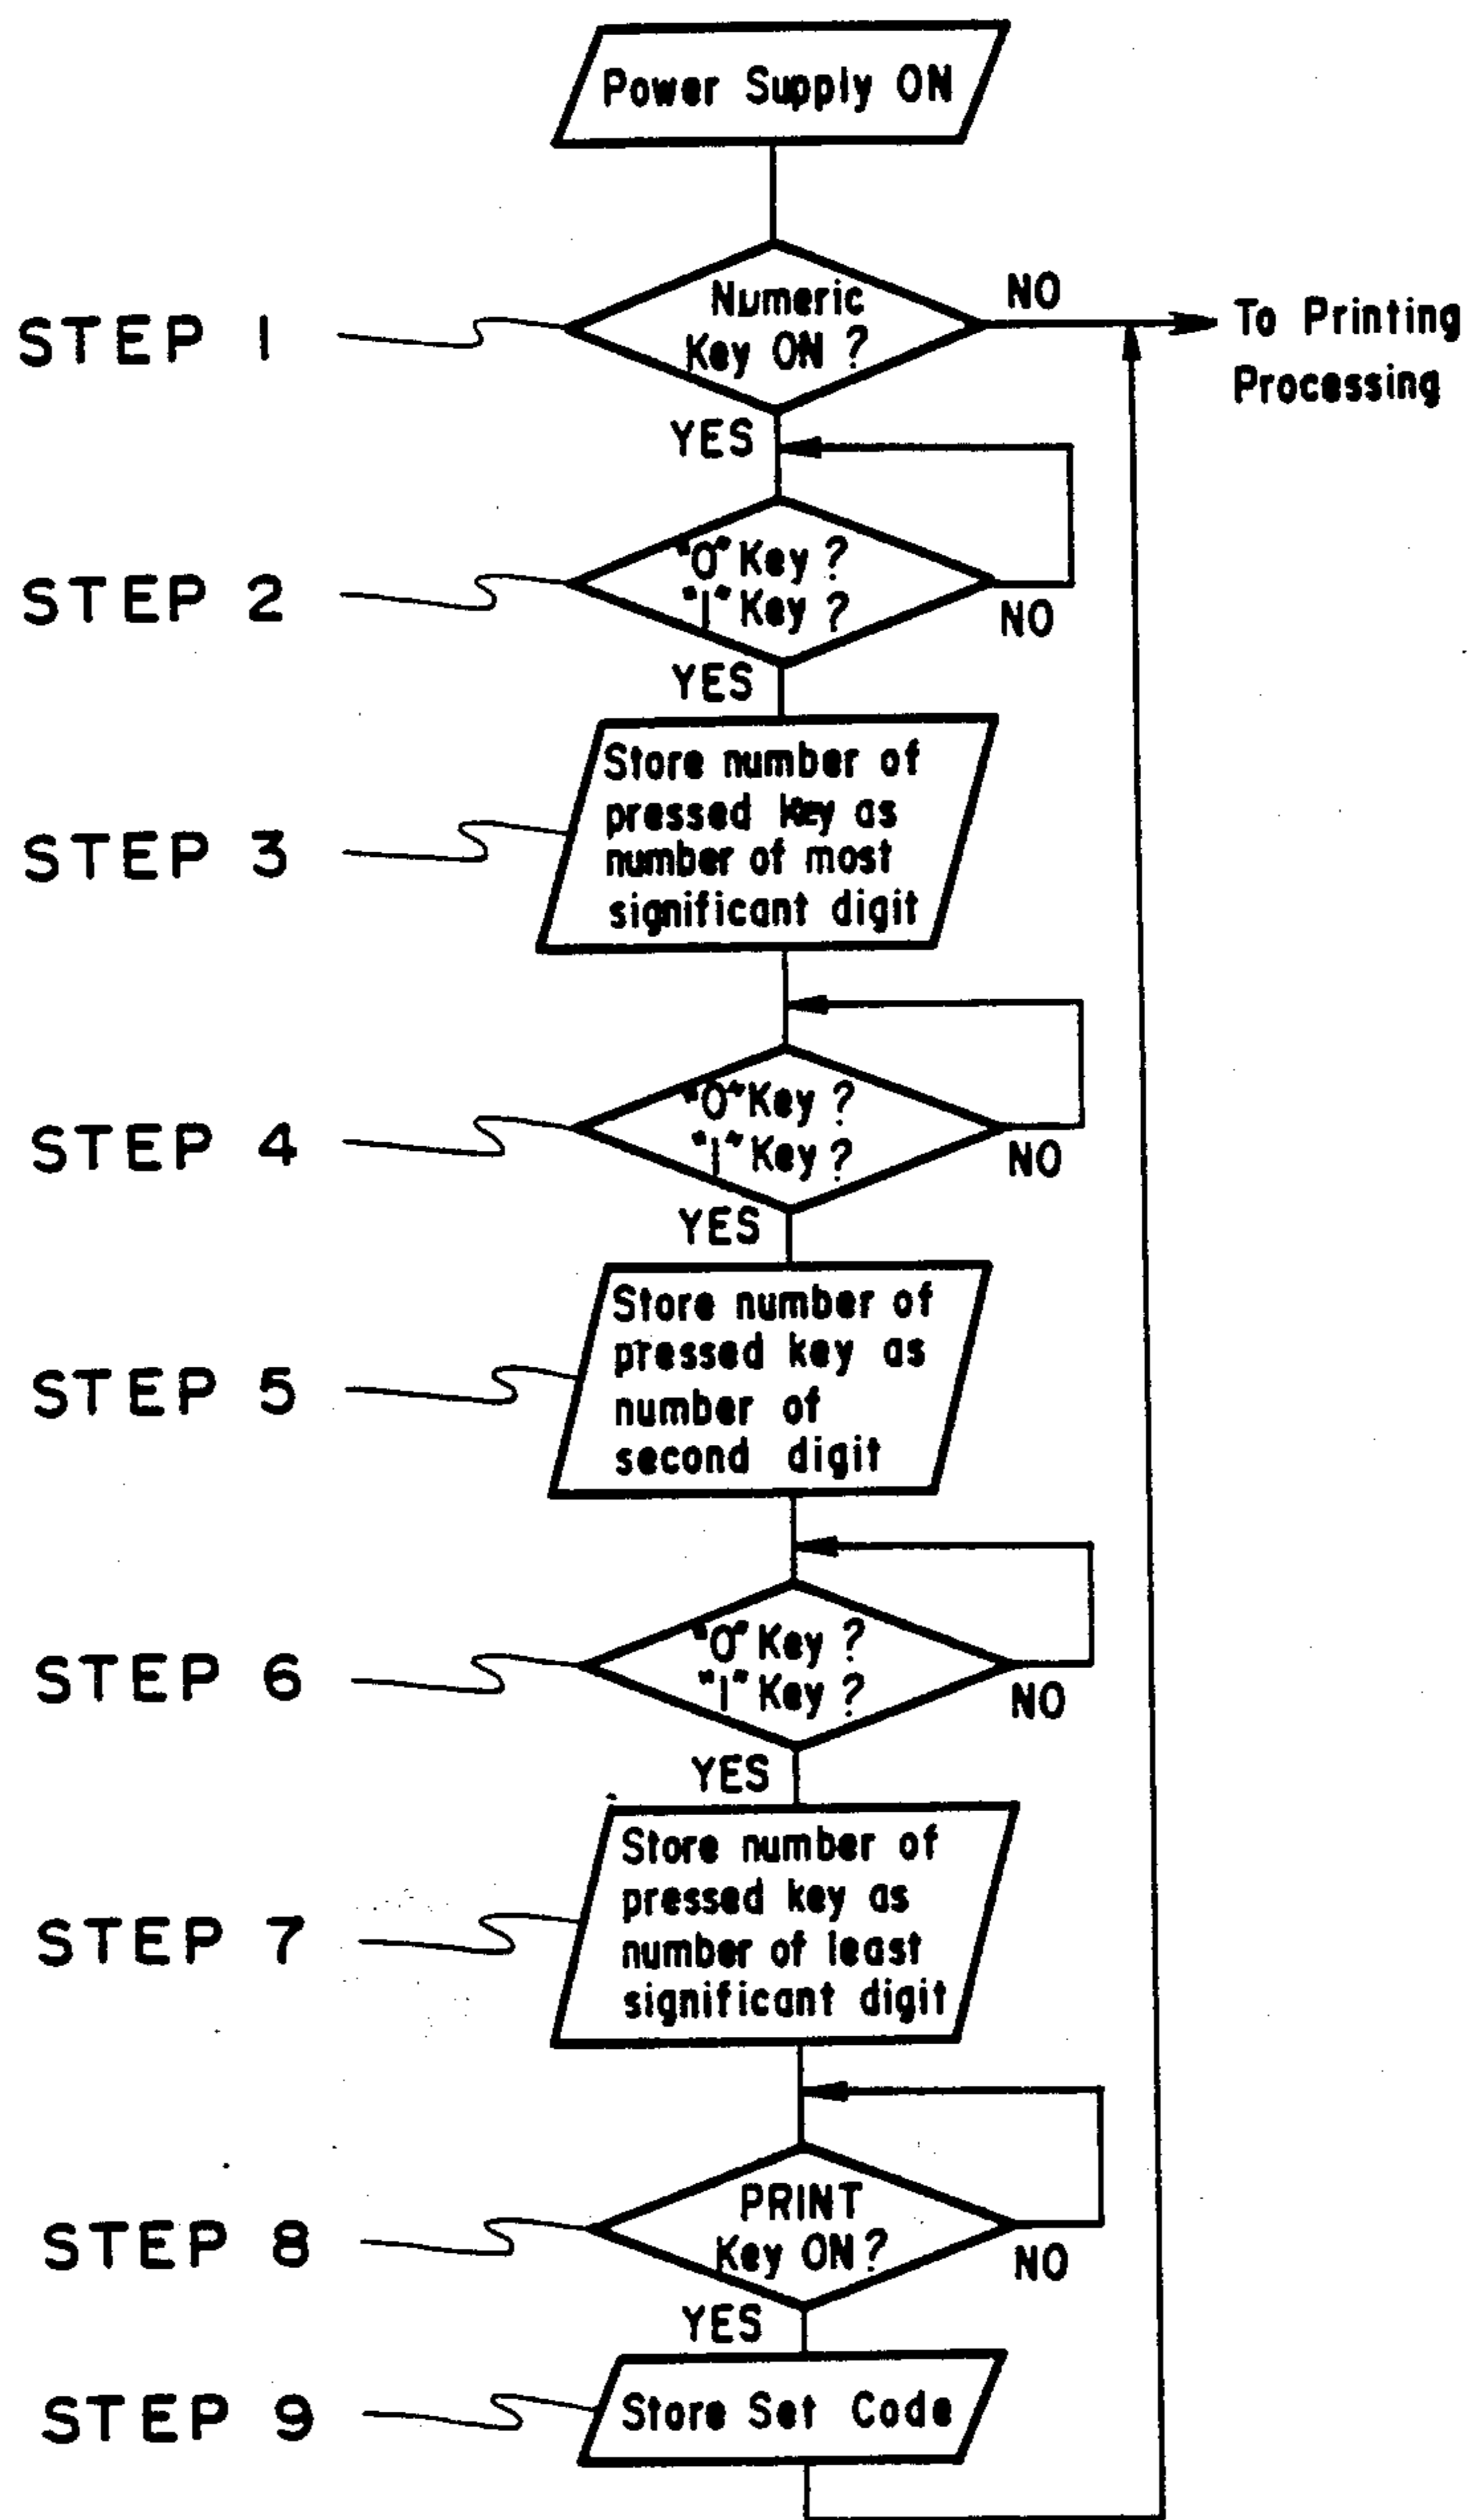 Power Supply ON
STEP 1
Numeric
Key ON ?
NO
To Printing
Processing
YES
STEP 2
"0" Key ?
"1" Key ?
NO
YES
STEP 3
Store number of
pressed key as
number of most
significant digit
STEP 4
"0" Key ?
"1" Key ?
NO
YES
STEP 5
Store number of
pressed key as
number of
second digit
STEP 6
"0" Key ?
"1" Key ?
NO
YES
STEP 7
Store number of
pressed key as
number of least
significant digit
STEP 8
PRINT
Key ON ?
NO
YES
STEP 9
Store Set Code